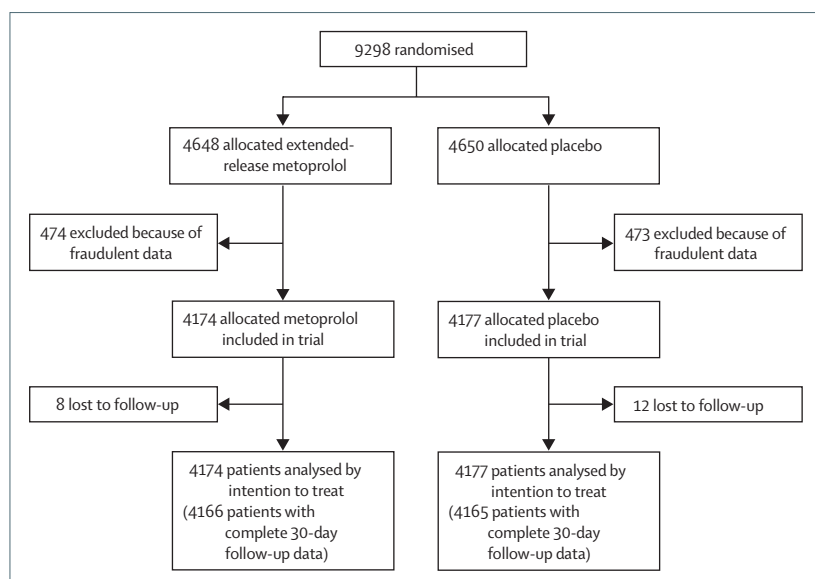 9298 randomised
4648 allocated extended-
release metoprolol
4650 allocated placebo
474 excluded because of
fraudulent data
473 excluded because of
fraudulent data
4174 allocated metoprolol
included in trial
4177 allocated placebo
included in trial
8 lost to follow-up
12 lost to follow-up
4174 patients analysed by
intention to treat
(4166 patients with
complete 30-day
follow-up data)
4177 patients analysed by
intention to treat
(4165 patients with
complete 30-day
follow-up data)